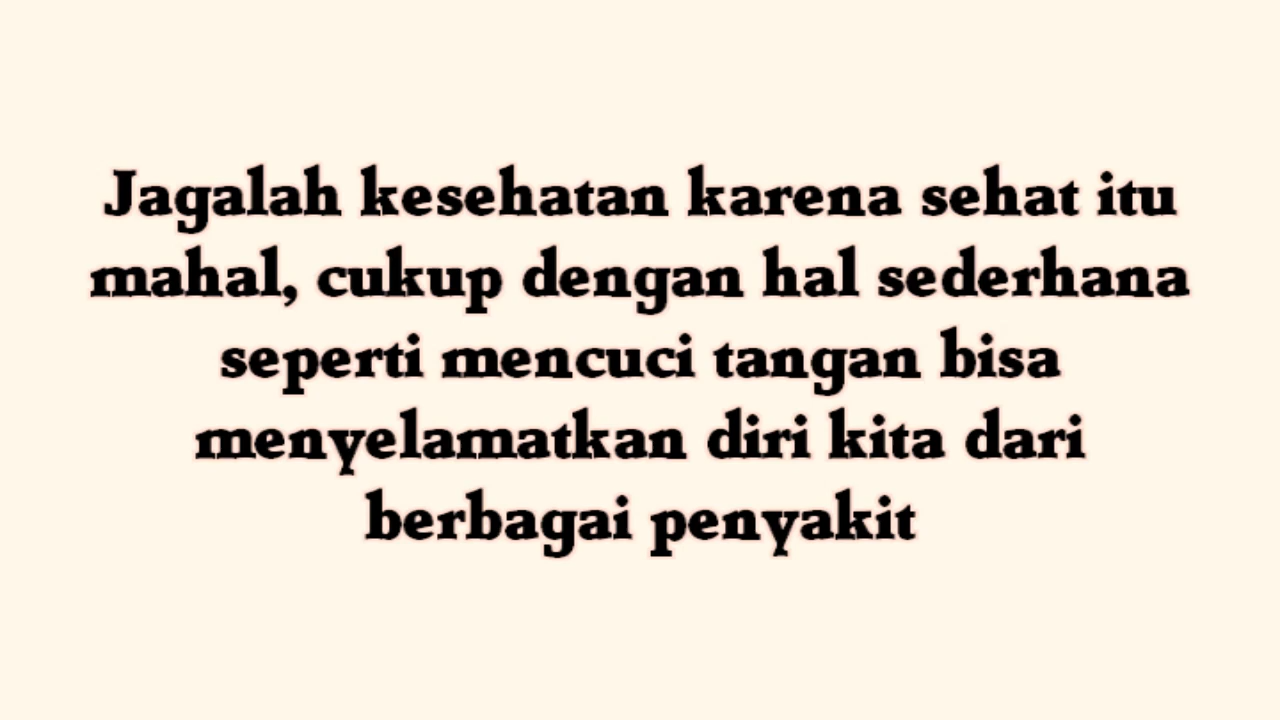 Jagalah kesehatan karena sehat itu
mahal, cukup dengan hal sederhana
seperti mencuci tangan bisa
menyelamatkan diri kita dari
berbagai penyakit